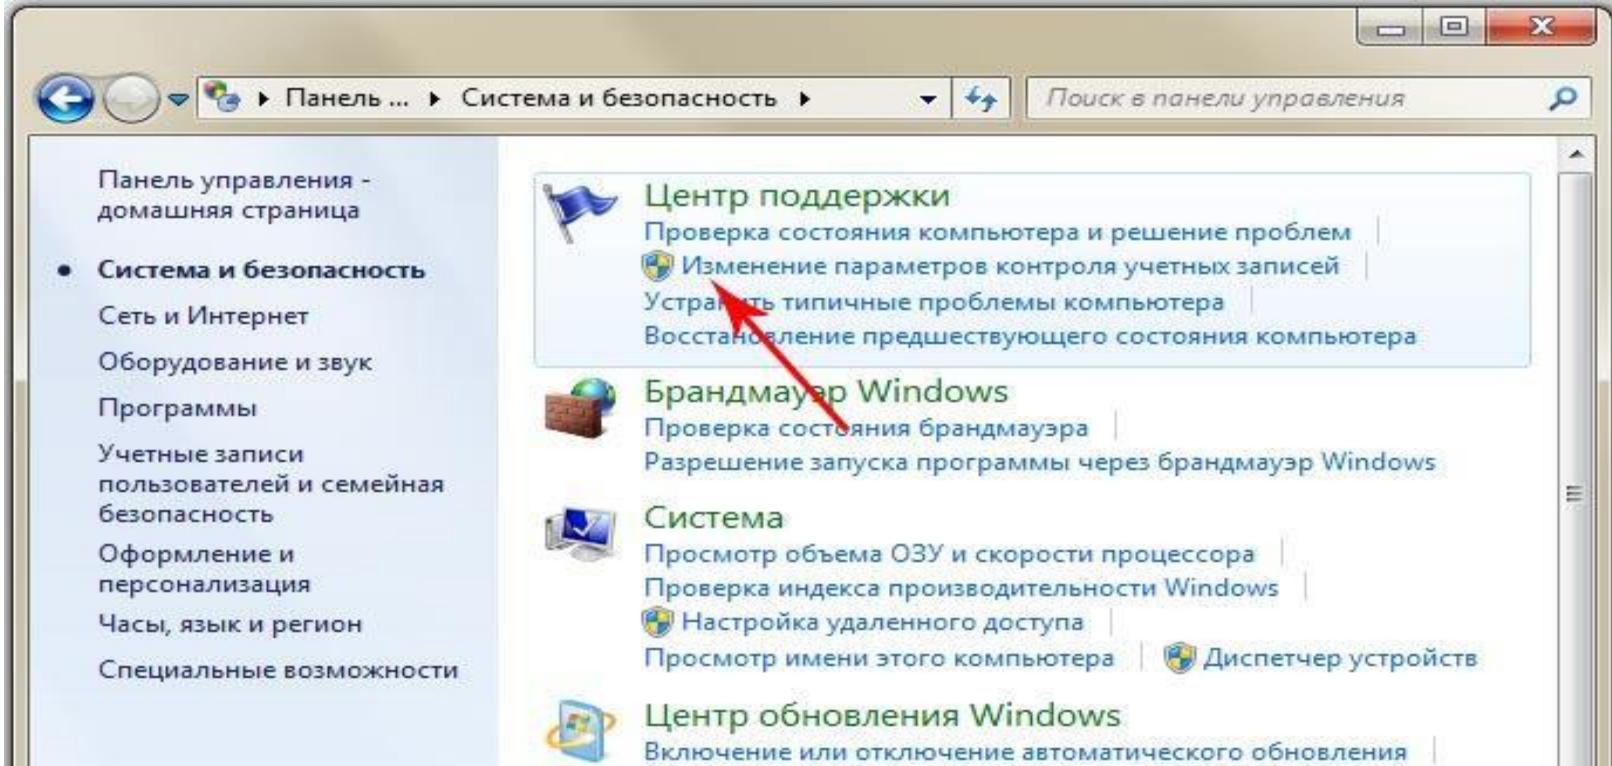 Панель ... Система и безопасность
Поиск в панели управления
Панель управления -
домашняя страница
Система и безопасность
Сеть и Интернет
Оборудование и звук
Программы
Учетные записи
пользователей и семейная
безопасность
Оформление и
персонализация
Часы, язык и регион
Специальные возможности
Центр поддержки
Проверка состояния компьютера и решение проблем
Изменение параметров контроля учетных записей
Устранить типичные проблемы компьютера
Восстановление предшествующего состояния компьютера
Брандмауэр Windows
Проверка состояния брандмауэра
Разрешение запуска программы через брандмауэр Windows
Система
Просмотр объема ОЗУ и скорости процессора
Проверка индекса производительности Windows
Настройка удаленного доступа
Просмотр имени этого компьютера Диспетчер устройств
Центр обновления Windows
Включение или отключение автоматического обновления